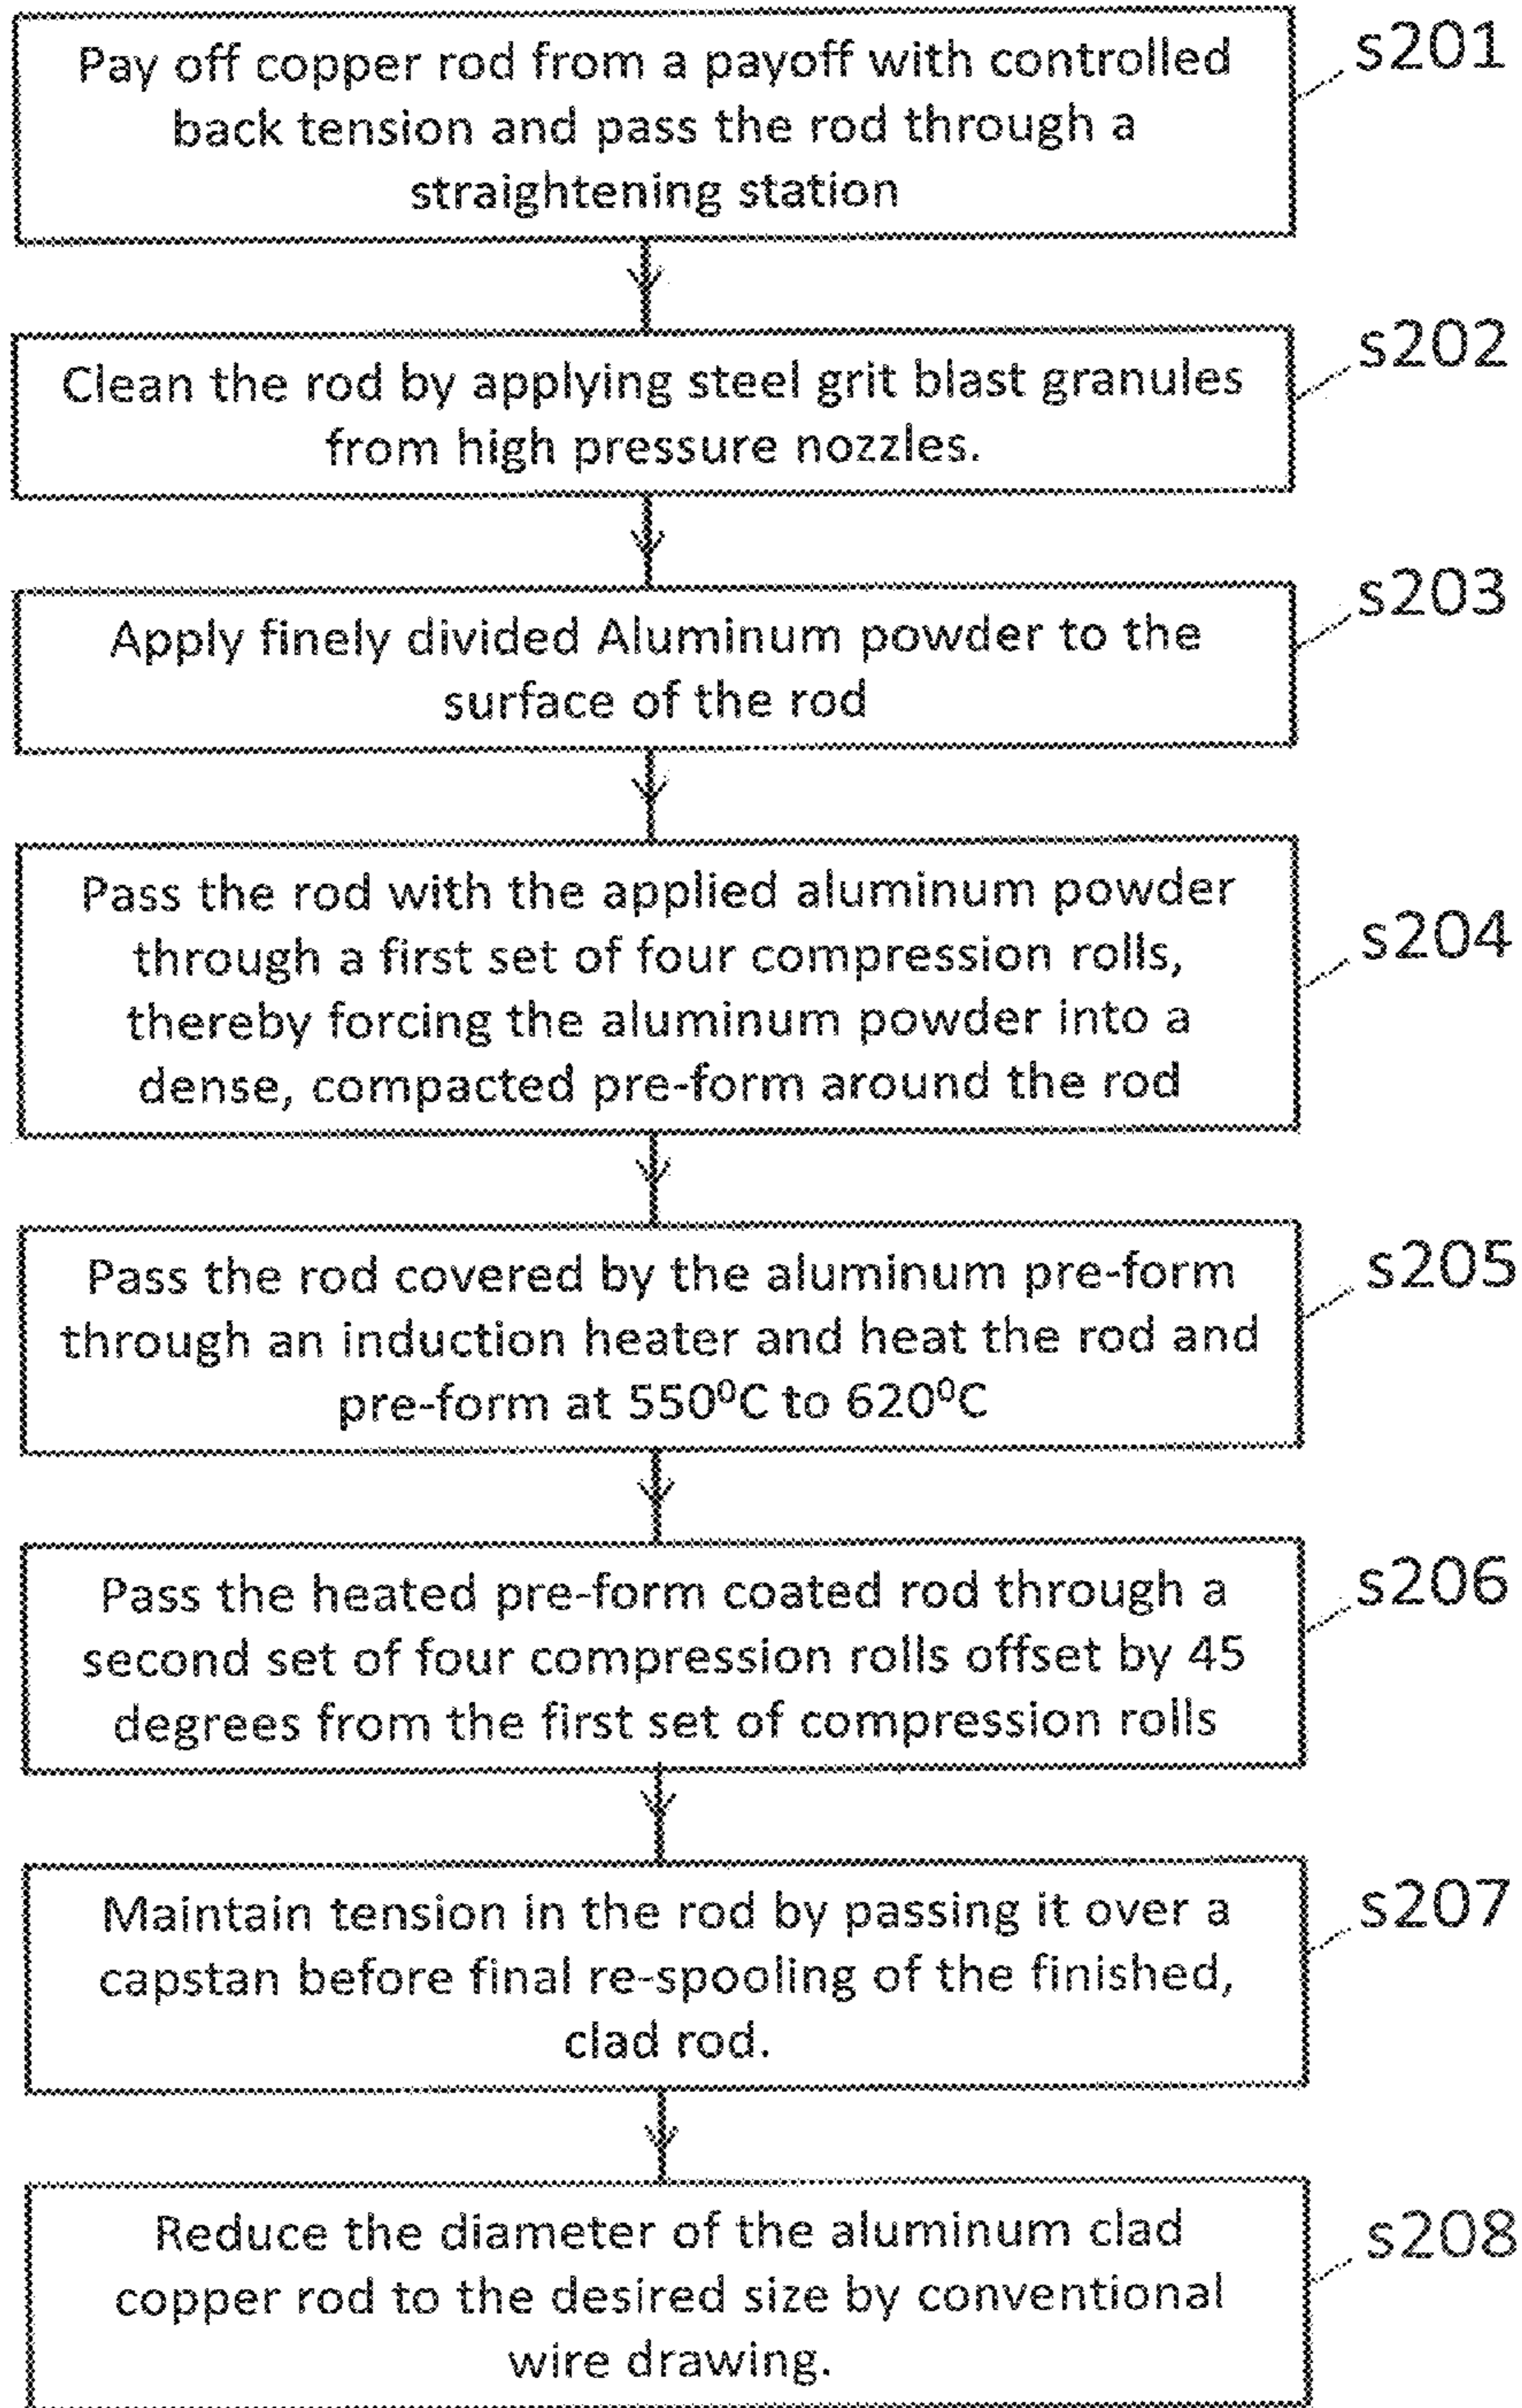 Pay off copper rod from a payoff with controlled
back tension and pass the rod through a
straightening station
s201
Clean the rod by applying steel grit blast granules
from high pressure nozzles.
s202
Apply finely divided Aluminum powder to the
surface of the rod
s203
Pass the rod with the applied aluminum powder
through a first set of four compression rolls,
thereby forcing the aluminum powder into a
dense, compacted pre-form around the rod
s204
Pass the rod covered by the aluminum pre-form
through an induction heater and heat the rod and
pre-form at 550⁰C to 620⁰C
s205
Pass the heated pre-form coated rod through a
second set of four compression rolls offset by 45
degrees from the first set of compression rolls
s206
Maintain tension in the rod by passing it over a
capstan before final re-spooling of the finished,
clad rod.
s207
Reduce the diameter of the aluminum clad
copper rod to the desired size by conventional
wire drawing.
s208